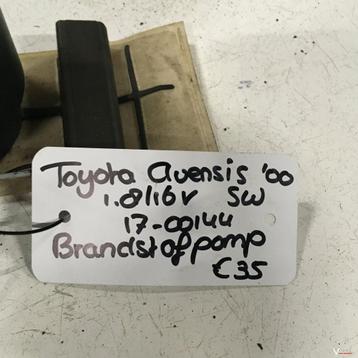 Toyota Avensis '00
1.8/16v SW
17-00144
Brandstofpomp
€35